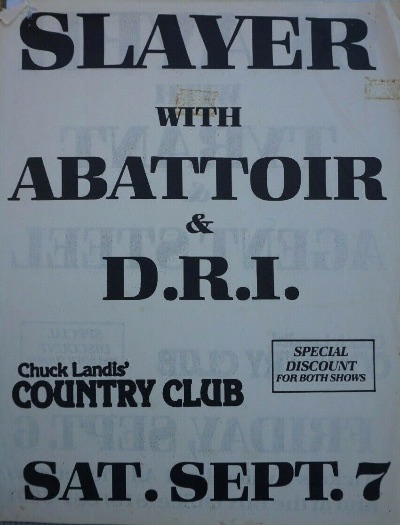 SLAYER
WITH
ABATTOIR
&
D.R.I.
Chuck Landis'
COUNTRY CLUB
SPECIAL
DISCOUNT
FOR BOTH SHOWS
SAT. SEPT. 7